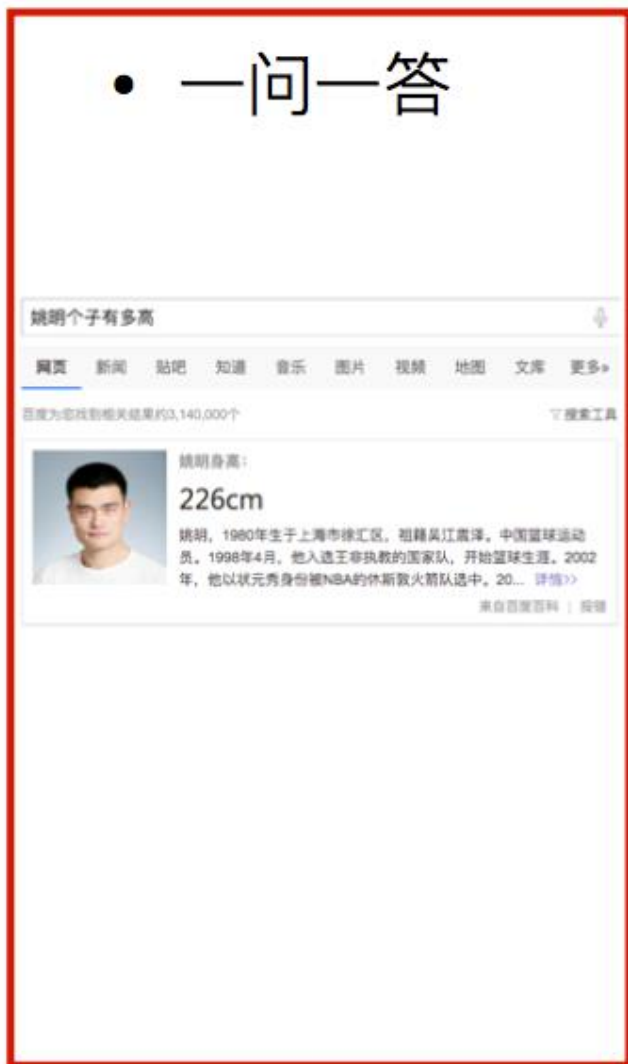 • 一问一答
姚明个子有多高
网页 新闻 贴吧 知道 音乐 图片 视频 地图 文库 更多»
百度为您找到相关结果约3,140,000个 搜索工具
姚明身高：
226cm
姚明，1980年生于上海市徐汇区，祖籍吴江震泽。中国篮球运动
员。1998年4月，他入选王非执教的国家队，开始篮球生涯。2002
年，他以状元秀身份被NBA的休斯敦火箭队选中。20... 详情>>
来自百度百科 | 报错